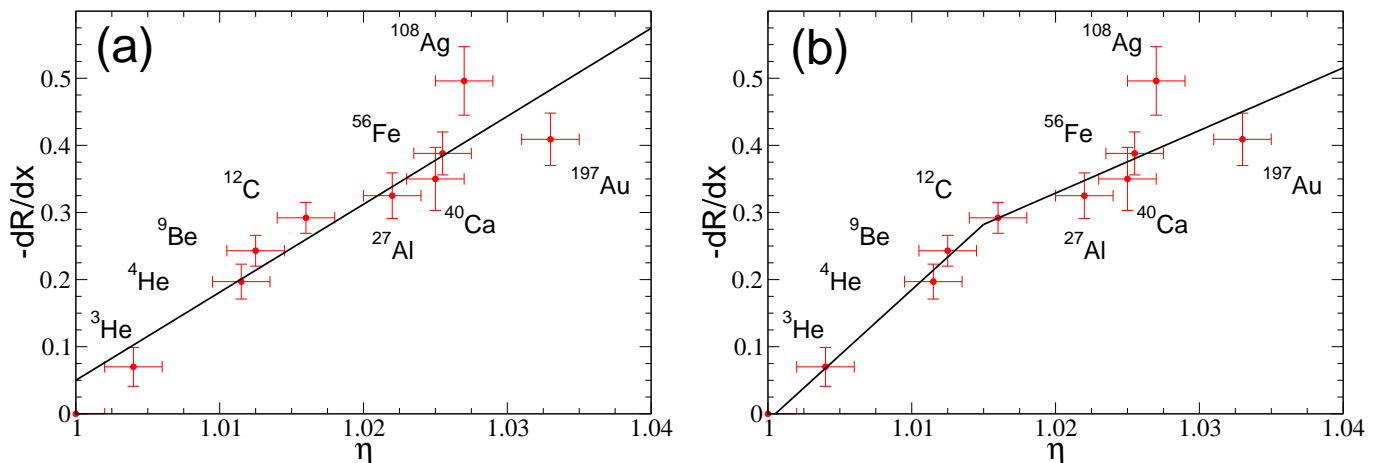 (a)
-dR/dx
0.5
0.4
0.3
0.2
0.1
0
1
1.01
1.02
1.03
1.04
η
³He
⁴He
⁹Be
¹²C
²⁷Al
⁴⁰Ca
⁵⁶Fe
¹⁰⁸Ag
¹⁹⁷Au
(b)
-dR/dx
0.5
0.4
0.3
0.2
0.1
0
1
1.01
1.02
1.03
1.04
η
³He
⁴He
⁹Be
¹²C
²⁷Al
⁴⁰Ca
⁵⁶Fe
¹⁰⁸Ag
¹⁹⁷Au